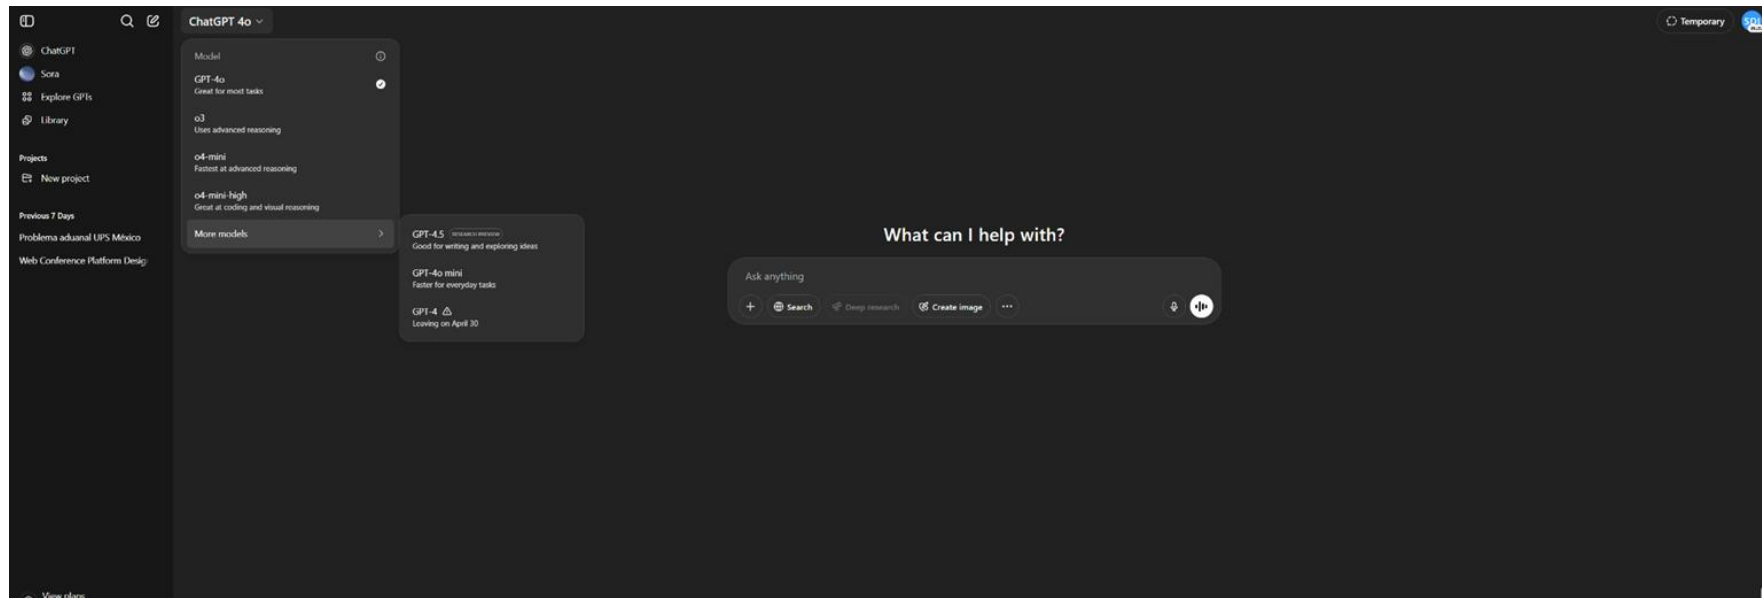 ChatGPT 4o
Temporary
SDI
PLUS
ChatGPT
Sora
Explore GPTs
Library
Projects
New project
Previous 7 Days
Problema aduanal UPS México
Web Conference Platform Desig
View plans
Model
GPT-4o
Great for most tasks
o3
Uses advanced reasoning
o4-mini
Fastest at advanced reasoning
o4-mini-high
Great at coding and visual reasoning
More models
GPT-4.5 RESEARCH PREVIEW
Good for writing and exploring ideas
GPT-4o mini
Faster for everyday tasks
GPT-4
Leaving on April 30
What can I help with?
Ask anything
Search Deep research Create image